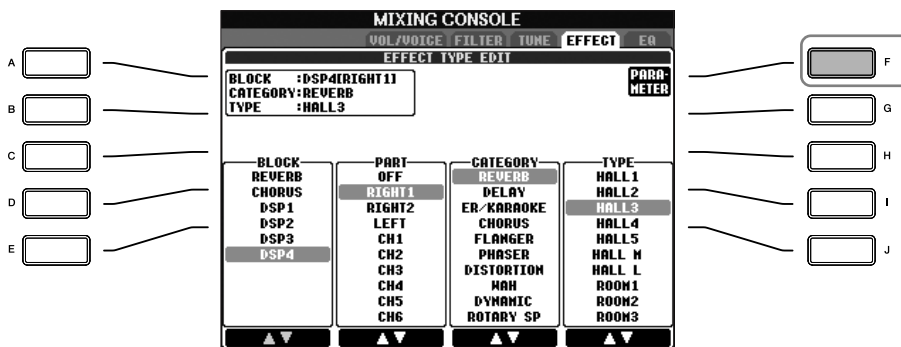 MIXING CONSOLE
VOL/VOICE FILTER TUNE EFFECT EQ
EFFECT TYPE EDIT
BLOCK :DSP4[RIGHT1]
CATEGORY:REVERB
TYPE :HALL3
PARA-
METER
A
B
C
D
E
F
G
H
I
J
BLOCK
REVERB
CHORUS
DSP1
DSP2
DSP3
DSP4
PART
OFF
RIGHT1
RIGHT2
LEFT
CH1
CH2
CH3
CH4
CH5
CH6
CATEGORY
REVERB
DELAY
ER/KARAOKE
CHORUS
FLANGER
PHASER
DISTORTION
WAH
DYNAMIC
ROTARY SP
TYPE
HALL1
HALL2
HALL3
HALL4
HALL5
HALL M
HALL L
ROOM1
ROOM2
ROOM3